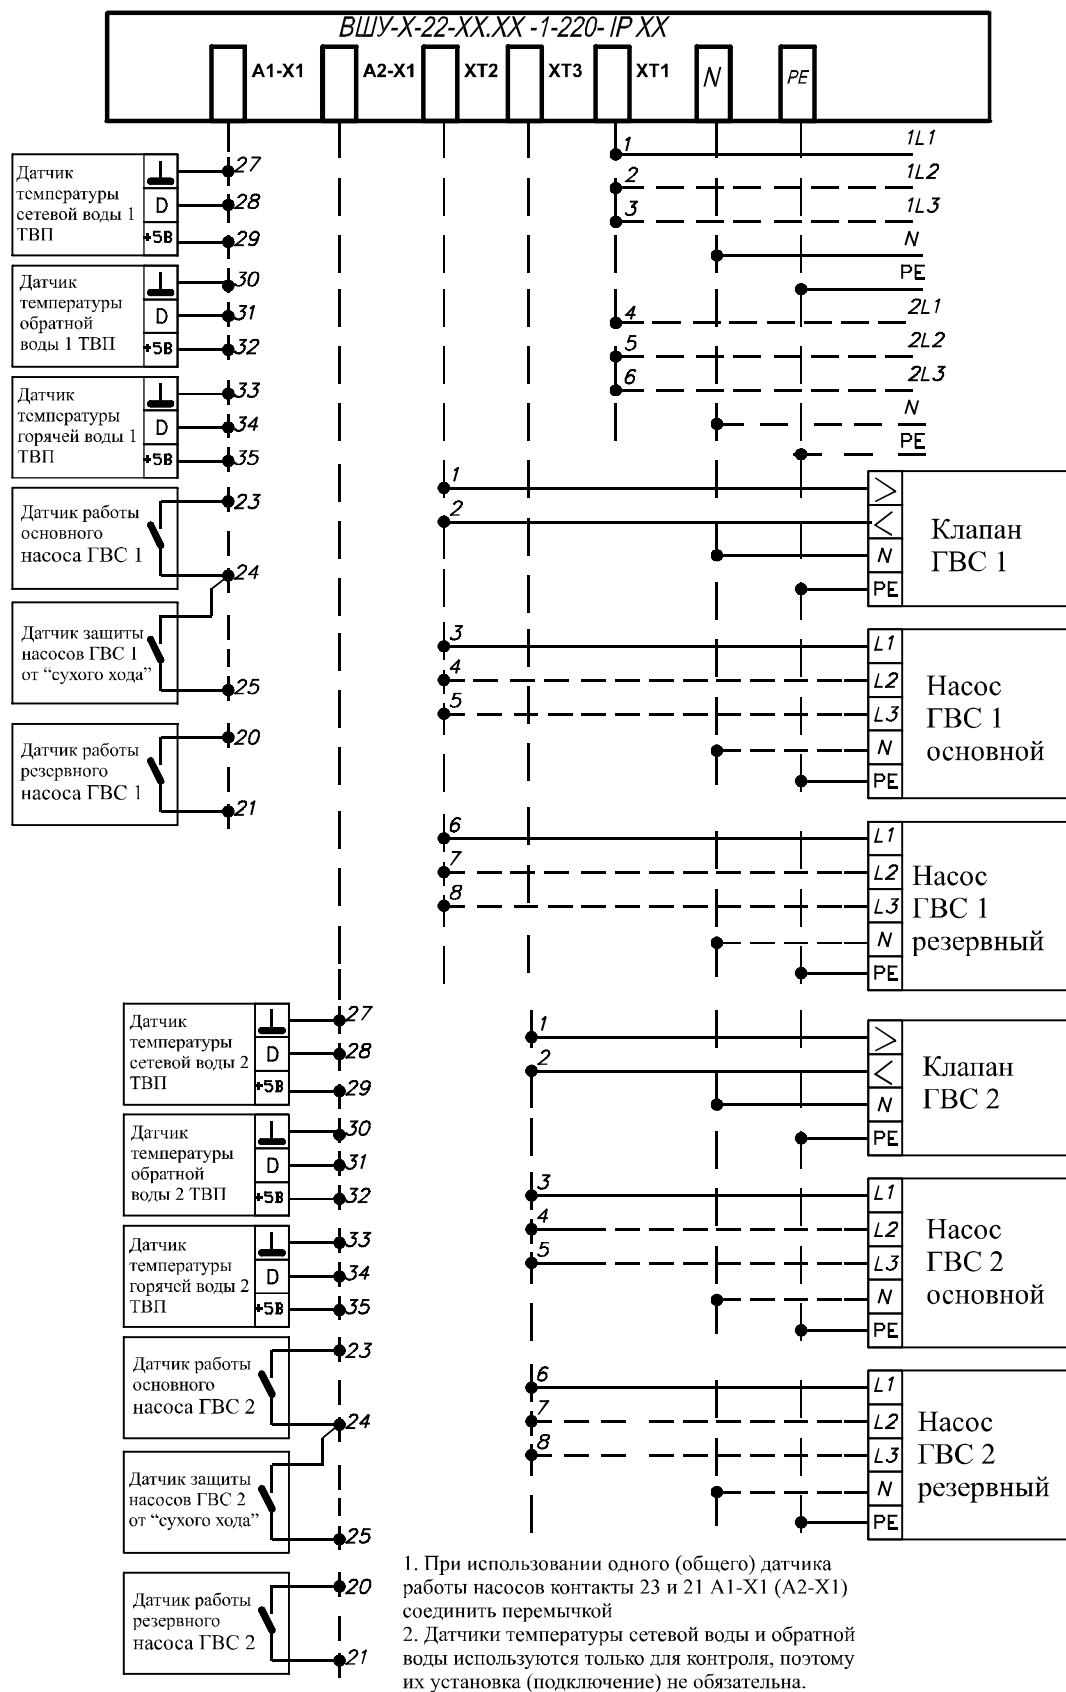 ВШУ-Х-22-ХХ.ХХ -1-220- IP ХХ
A1-X1
A2-X1
XT2
XT3
XT1
N
PE
1
1L1
2
1L2
3
1L3
N
PE
4
2L1
5
2L2
6
2L3
N
PE
Датчик
температуры
сетевой воды 1
ТВП
D
+5В
27
28
29
Датчик
температуры
обратной
воды 1 ТВП
D
+5В
30
31
32
Датчик
температуры
горячей воды 1
ТВП
D
+5В
33
34
35
Датчик работы
основного
насоса ГВС 1
23
24
Датчик защиты
насосов ГВС 1
от “сухого хода”
25
Датчик работы
резервного
насоса ГВС 1
20
21
1
2
>
<
N
PE
Клапан
ГВС 1
3
4
5
L1
L2
L3
N
PE
Насос
ГВС 1
основной
6
7
8
L1
L2
L3
N
PE
Насос
ГВС 1
резервный
Датчик
температуры
сетевой воды 2
ТВП
D
+5В
27
28
29
Датчик
температуры
обратной
воды 2 ТВП
D
+5В
30
31
32
Датчик
температуры
горячей воды 2
ТВП
D
+5В
33
34
35
Датчик работы
основного
насоса ГВС 2
23
24
Датчик защиты
насосов ГВС 2
от “сухого хода”
25
Датчик работы
резервного
насоса ГВС 2
20
21
1
2
>
<
N
PE
Клапан
ГВС 2
3
4
5
L1
L2
L3
N
PE
Насос
ГВС 2
основной
6
7
8
L1
L2
L3
N
PE
Насос
ГВС 2
резервный
1. При использовании одного (общего) датчика
работы насосов контакты 23 и 21 A1-X1 (A2-X1)
соединить перемычкой
2. Датчики температуры сетевой воды и обратной
воды используются только для контроля, поэтому
их установка (подключение) не обязательна.